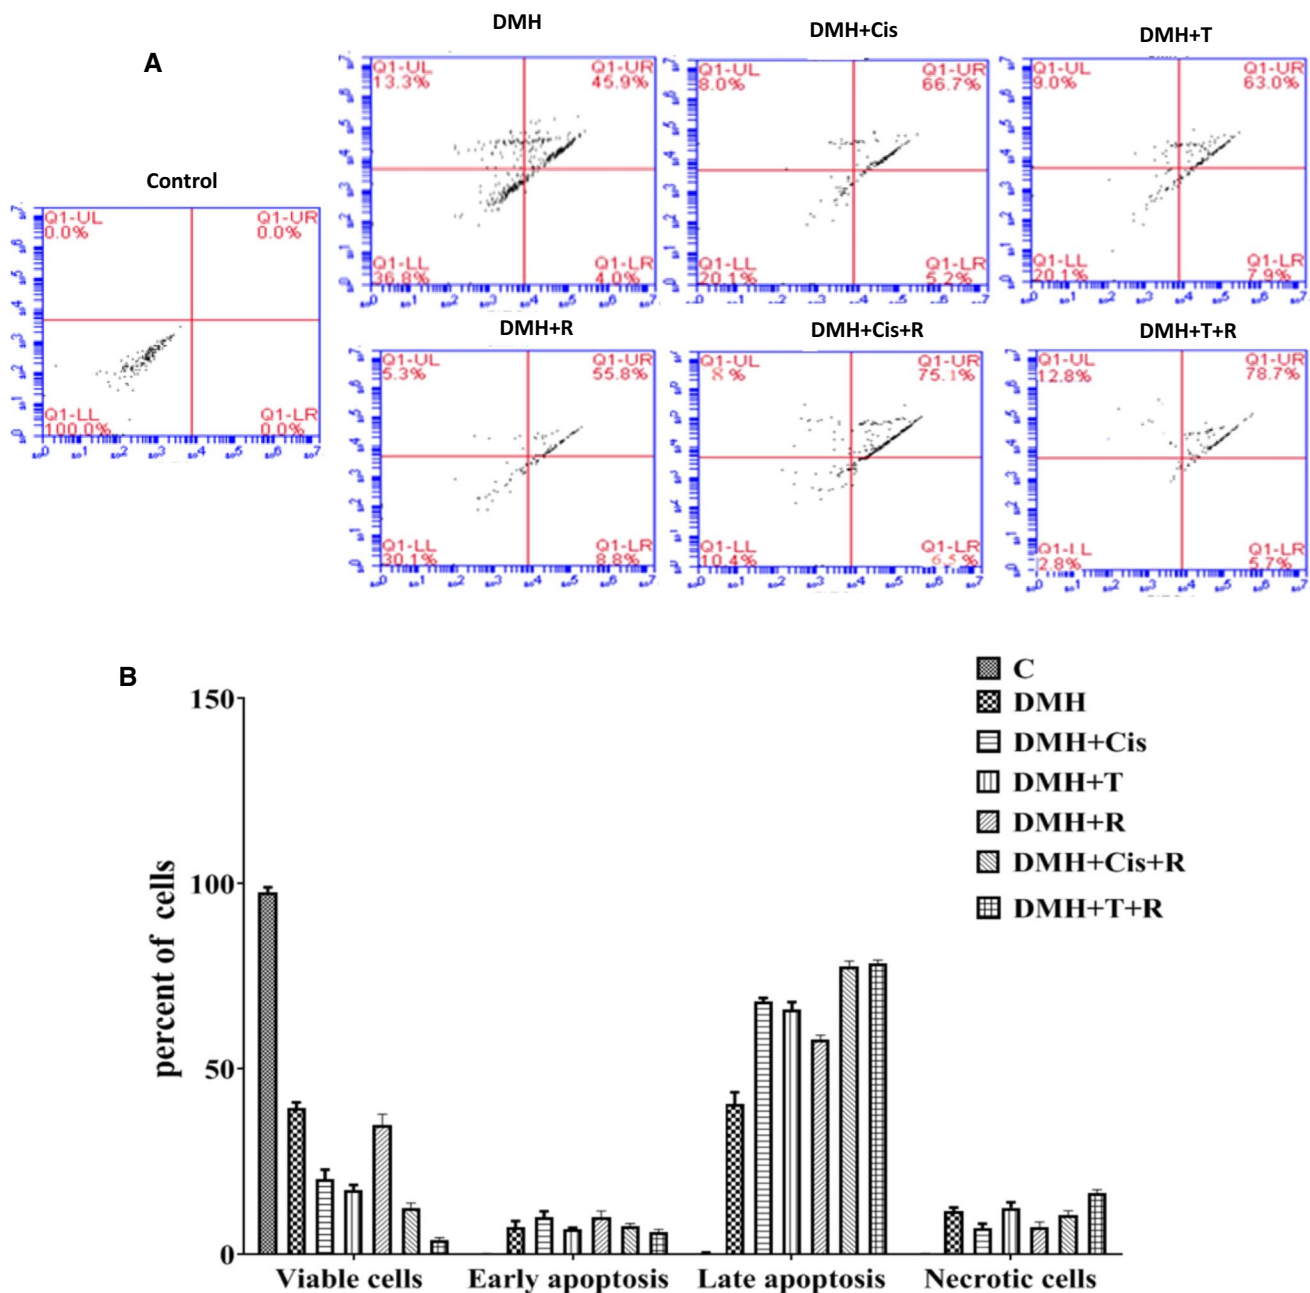 A
DMH
DMH+Cis
DMH+T
Control
Q1-UL
0.0%
Q1-UR
0.0%
Q1-LL
100.0%
Q1-LR
0.0%
Q1-UL
13.3%
Q1-UR
45.9%
Q1-LL
36.8%
Q1-LR
4.0%
Q1-UL
8.0%
Q1-UR
66.7%
Q1-LL
20.1%
Q1-LR
5.2%
Q1-UL
9.0%
Q1-UR
63.0%
Q1-LL
20.1%
Q1-LR
7.9%
DMH+R
DMH+Cis+R
DMH+T+R
Q1-UL
5.3%
Q1-UR
55.8%
Q1-LL
30.1%
Q1-LR
8.8%
Q1-UL
8 %
Q1-UR
75.1%
Q1-LL
10.4%
Q1-LR
6.5%
Q1-UL
12.8%
Q1-UR
78.7%
Q1-LL
2.8%
Q1-LR
5.7%
B
C
DMH
DMH+Cis
DMH+T
DMH+R
DMH+Cis+R
DMH+T+R
percent of cells
150
100
50
0
Viable cells Early apoptosis Late apoptosis Necrotic cells